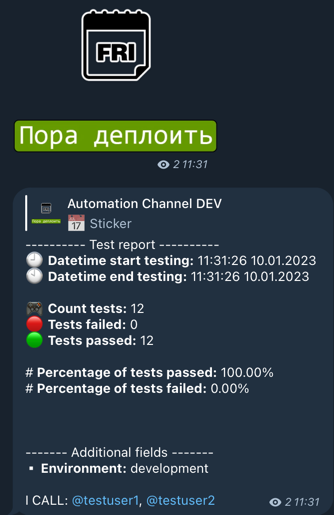 FRI
Пора деплоить
2 11:31
Automation Channel DEV
📅 Sticker
---------- Test report ----------
🕘 Datetime start testing: 11:31:26 10.01.2023
🕛 Datetime end testing: 11:31:26 10.01.2023
🎮 Count tests: 12
🔴 Tests failed: 0
🟢 Tests passed: 12
# Percentage of tests passed: 100.00%
# Percentage of tests failed: 0.00%
------- Additional fields -------
▪ Environment: development
I CALL: @testuser1, @testuser2
2 11:31